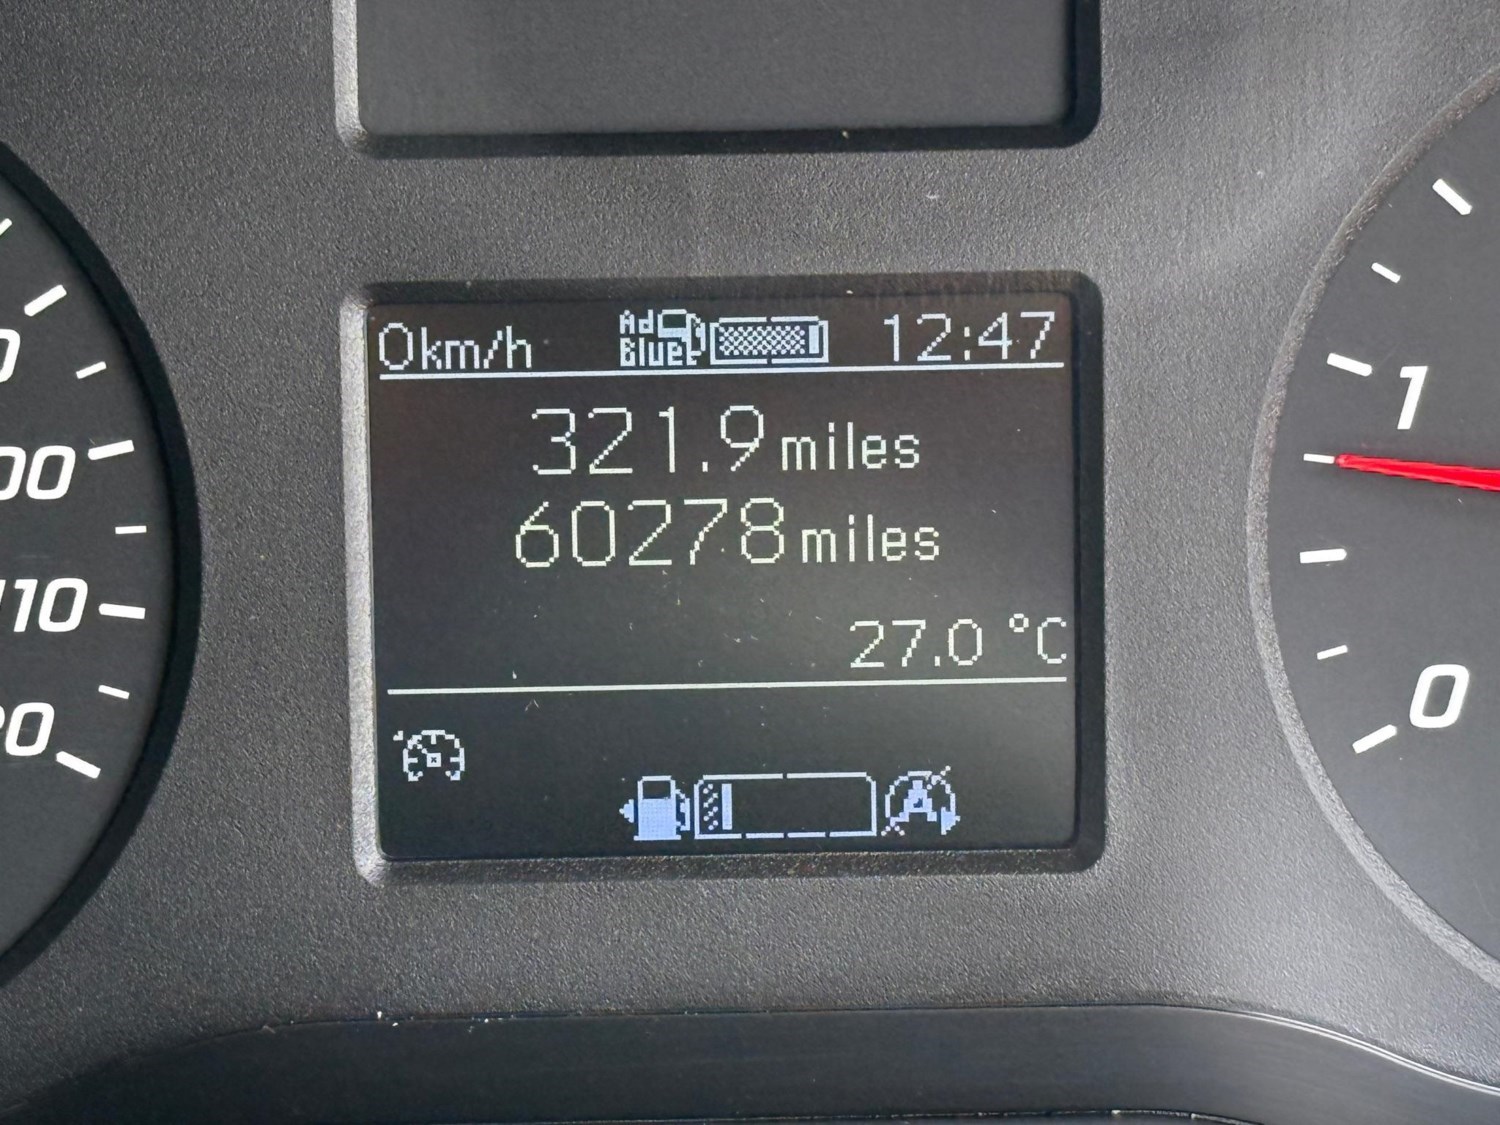 0km/h
Ad
Blue
12:47
321.9 miles
60278 miles
27.0 °C
A
00
110
1
0